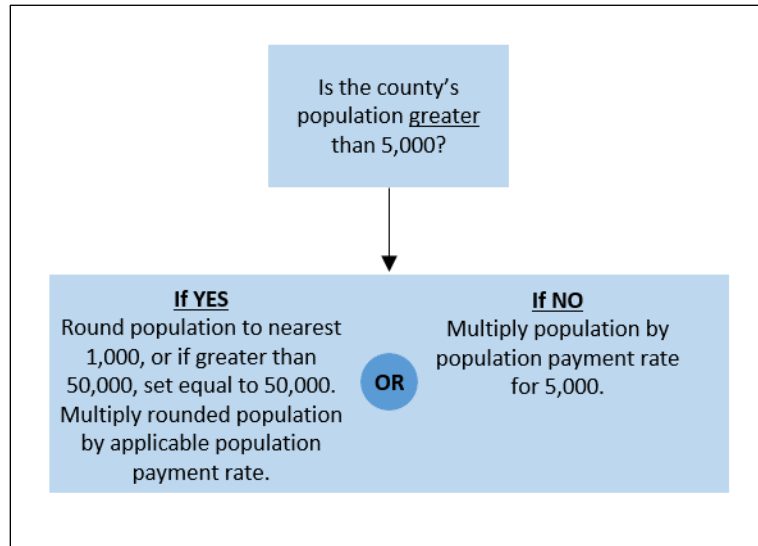 Is the county’s
population greater
than 5,000?
If YES
Round population to nearest
1,000, or if greater than
50,000, set equal to 50,000.
Multiply rounded population
by applicable population
payment rate.
OR
If NO
Multiply population by
population payment rate
for 5,000.